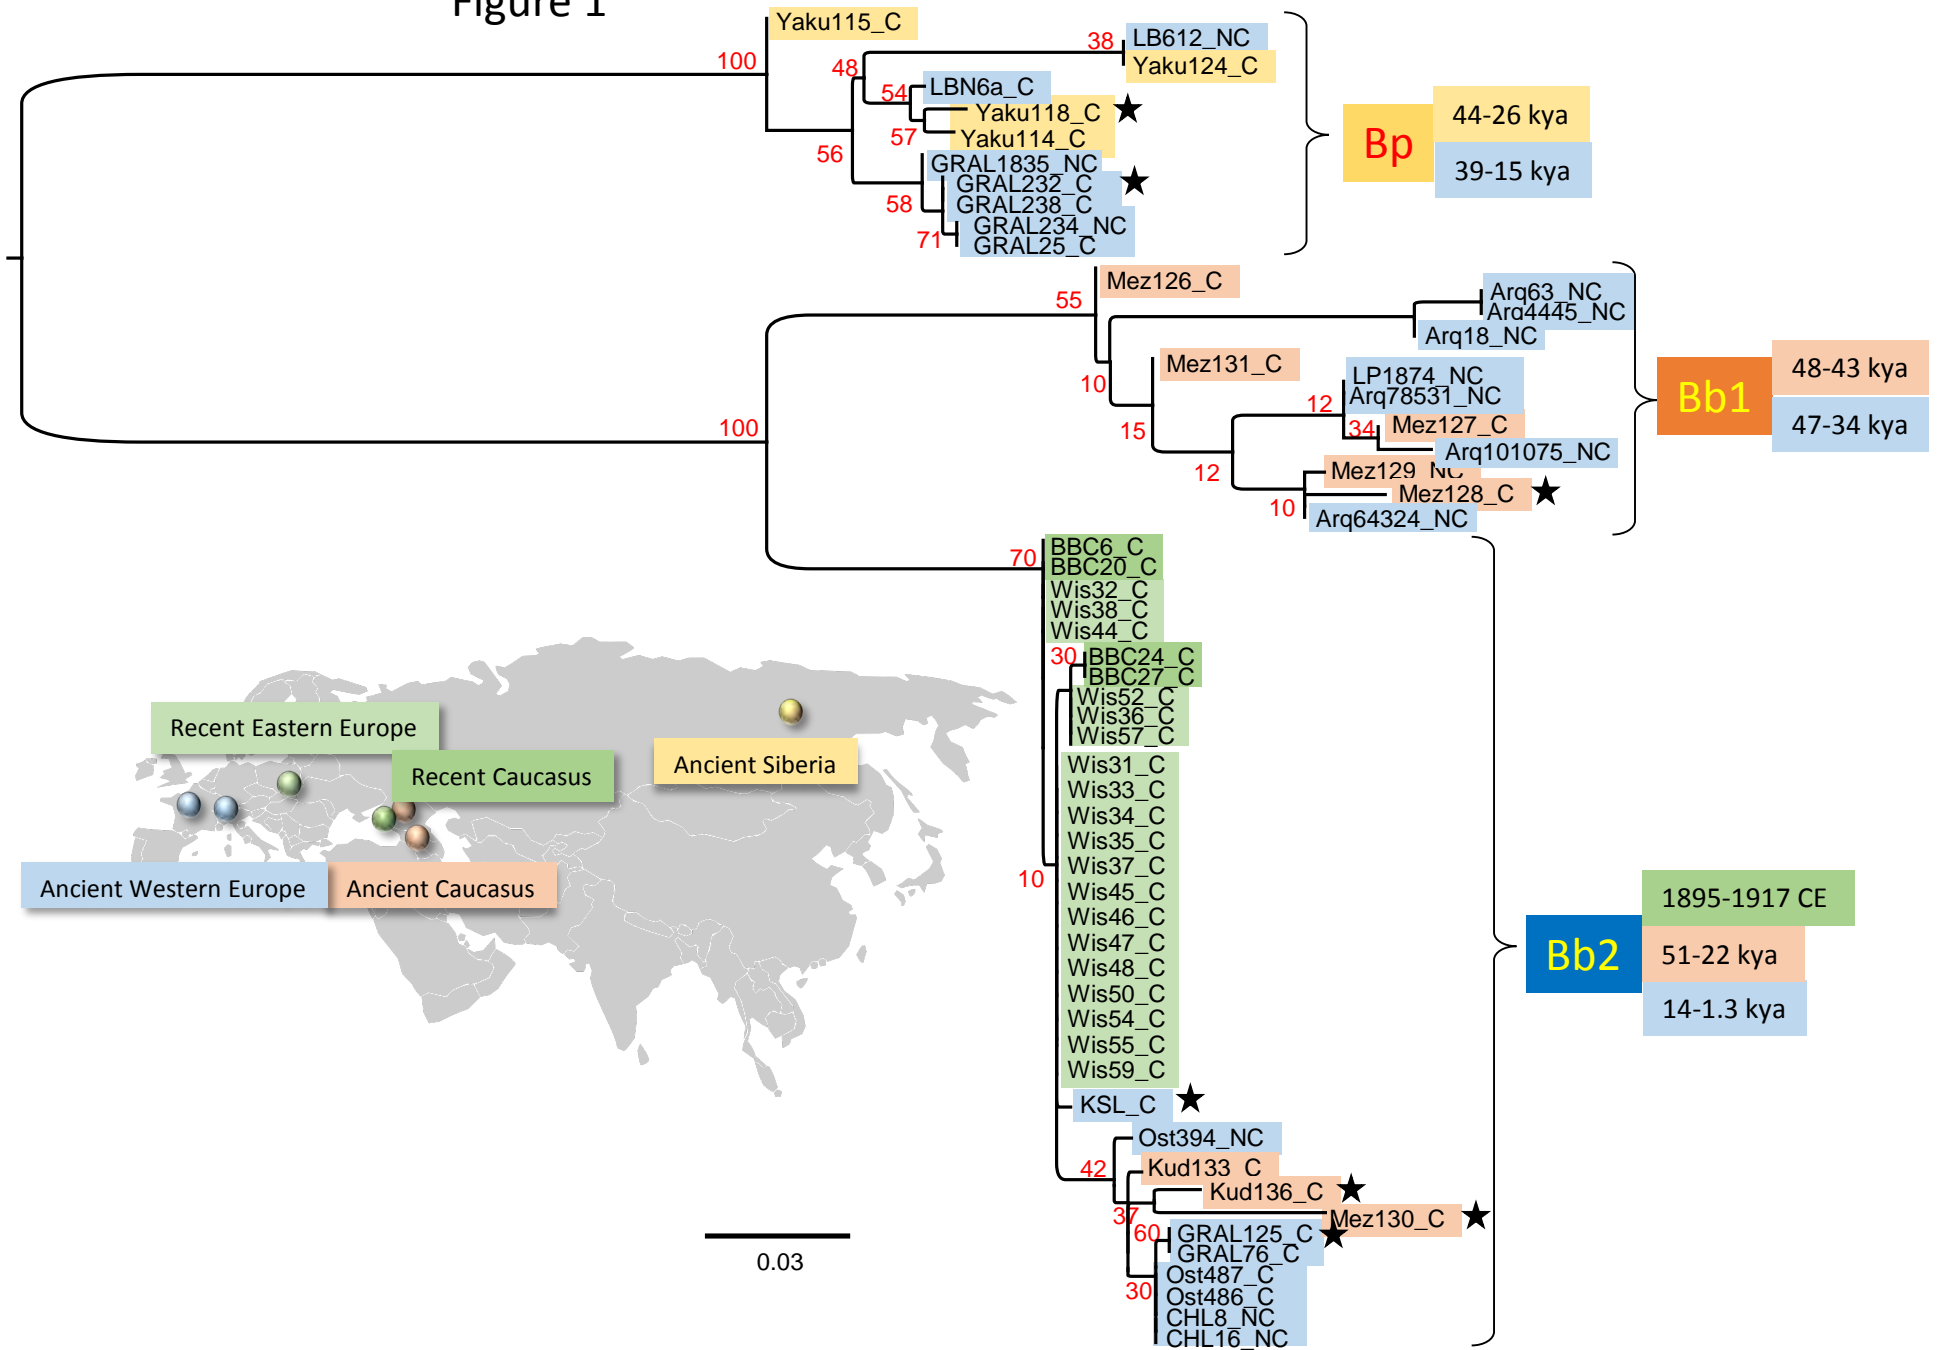 Figure 1
Yaku115_C
LB612_NC
38
Yaku124_C
100
48
LBN6a_C
54
Yaku118_C
57
Yaku114_C
56
GRAL1835_NC
GRAL232_C
58
GRAL238_C
GRAL234_NC
71
GRAL25_C
Bp
44-26 kya
39-15 kya
Mez126_C
55
Arq63_NC
Arq4445_NC
Arq18_NC
Mez131_C
10
LP1874_NC
Arq78531_NC
12
15
34
Mez127_C
Arq101075_NC
12
Mez129_NC
Mez128_C
10
Arq64324_NC
Bb1
48-43 kya
47-34 kya
100
70
BBC6_C
BBC20_C
Wis32_C
Wis38_C
Wis44_C
30
BBC24_C
BBC27_C
Wis52_C
Wis36_C
Wis57_C
Wis31_C
Wis33_C
Wis34_C
Wis35_C
Wis37_C
10
Wis45_C
Wis46_C
Wis47_C
Wis48_C
Wis50_C
Wis54_C
Wis55_C
Wis59_C
KSL_C
Ost394_NC
42
Kud133_C
Kud136_C
37
Mez130_C
60
GRAL125_C
GRAL76_C
30
Ost487_C
Ost486_C
CHL8_NC
CHL16_NC
Bb2
1895-1917 CE
51-22 kya
14-1.3 kya
Recent Eastern Europe
Recent Caucasus
Ancient Siberia
Ancient Western Europe
Ancient Caucasus
0.03